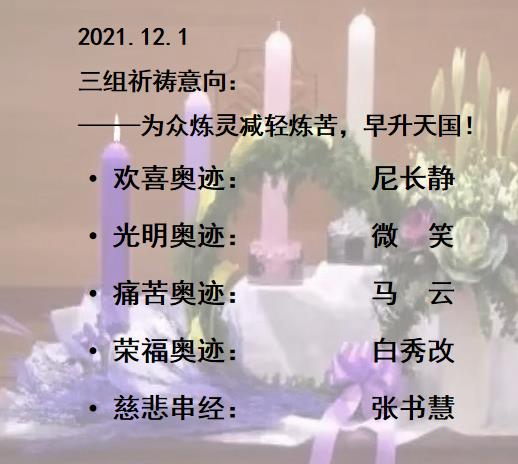 2021.12.1
三组祈祷意向：
———为众炼灵减轻炼苦，早升天国！
• 欢喜奥迹： 尼长静
• 光明奥迹： 微 笑
• 痛苦奥迹： 马 云
• 荣福奥迹： 白秀改
• 慈悲串经： 张书慧